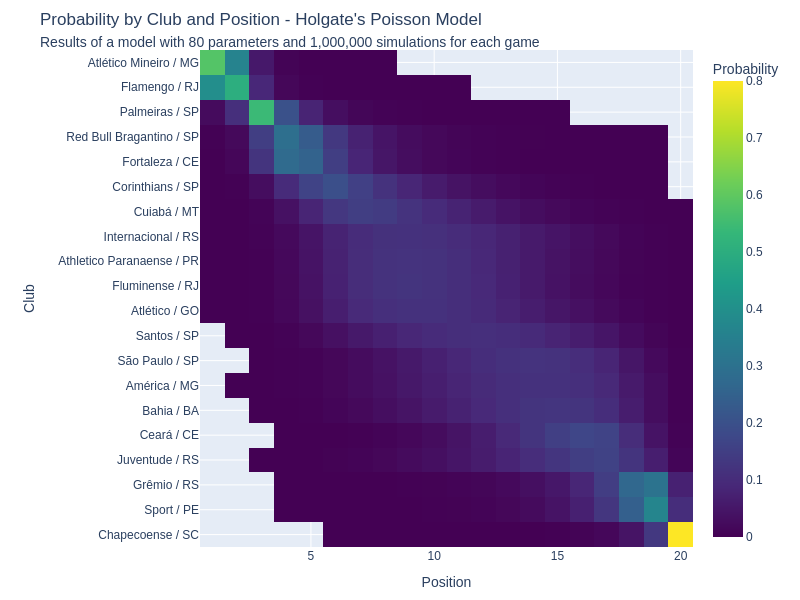 Probability by Club and Position - Holgate's Poisson Model
Results of a model with 80 parameters and 1,000,000 simulations for each game
Probability
Atlético Mineiro / MG
Flamengo / RJ
Palmeiras / SP
Red Bull Bragantino / SP
Fortaleza / CE
Corinthians / SP
Cuiabá / MT
Internacional / RS
Athletico Paranaense / PR
Fluminense / RJ
Atlético / GO
Santos / SP
São Paulo / SP
América / MG
Bahia / BA
Ceará / CE
Juventude / RS
Grêmio / RS
Sport / PE
Chapecoense / SC
Club
5
10
15
20
Position
0.8
0.7
0.6
0.5
0.4
0.3
0.2
0.1
0